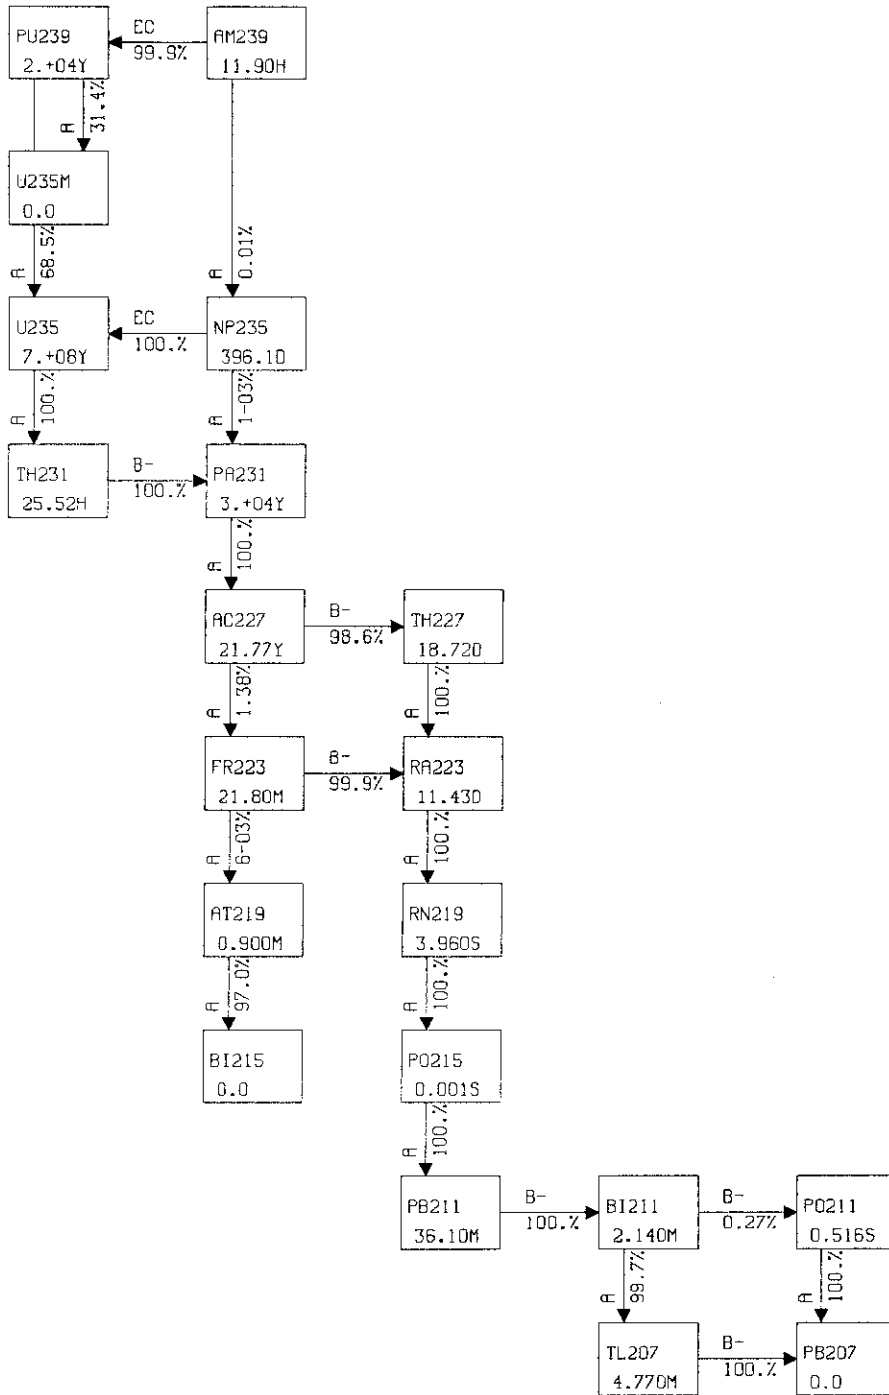 PU239
2.+04Y
EC
99.9%
AM239
11.90H
A
31.4%
U235M
0.0
A
68.5%
A
0.01%
U235
7.+08Y
EC
100.%
NP235
396.1D
A
100.%
A
1-03%
TH231
25.52H
B-
100.%
PA231
3.+04Y
A
100.%
AC227
21.77Y
B-
98.6%
TH227
18.72D
A
1.38%
A
100.%
FR223
21.80M
B-
99.9%
RA223
11.43D
A
6-03%
A
100.%
AT219
0.900M
RN219
3.960S
A
97.0%
A
100.%
BI215
0.0
PO215
0.001S
A
100.%
PB211
36.10M
B-
100.%
BI211
2.140M
B-
0.27%
PO211
0.516S
A
99.7%
A
100.%
TL207
4.770M
B-
100.%
PB207
0.0